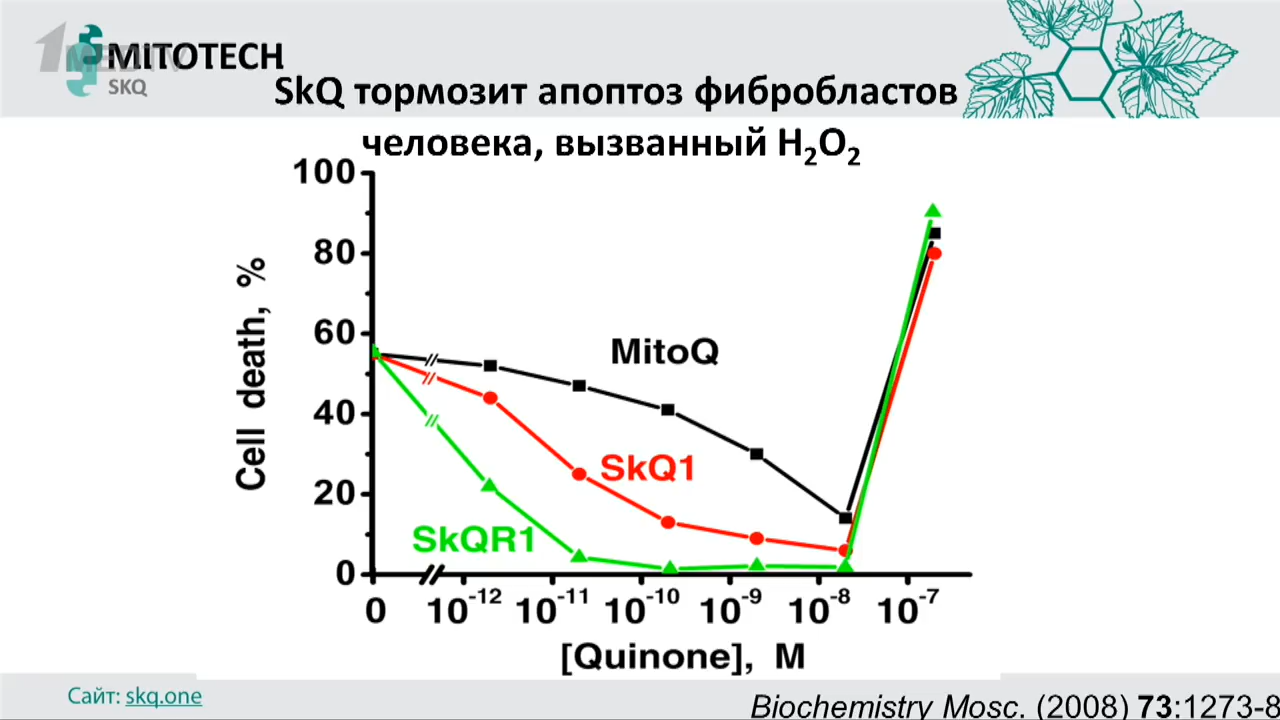 MITOTECH
SKQ
SkQ тормозит апоптоз фибробластов
человека, вызванный H₂O₂
100
80
60
40
20
0
Cell death, %
MitoQ
SkQ1
SkQR1
0 10⁻¹² 10⁻¹¹ 10⁻¹⁰ 10⁻⁹ 10⁻⁸ 10⁻⁷
[Quinone], M
Сайт: skq.one
Biochemistry Mosc. (2008) 73:1273-8